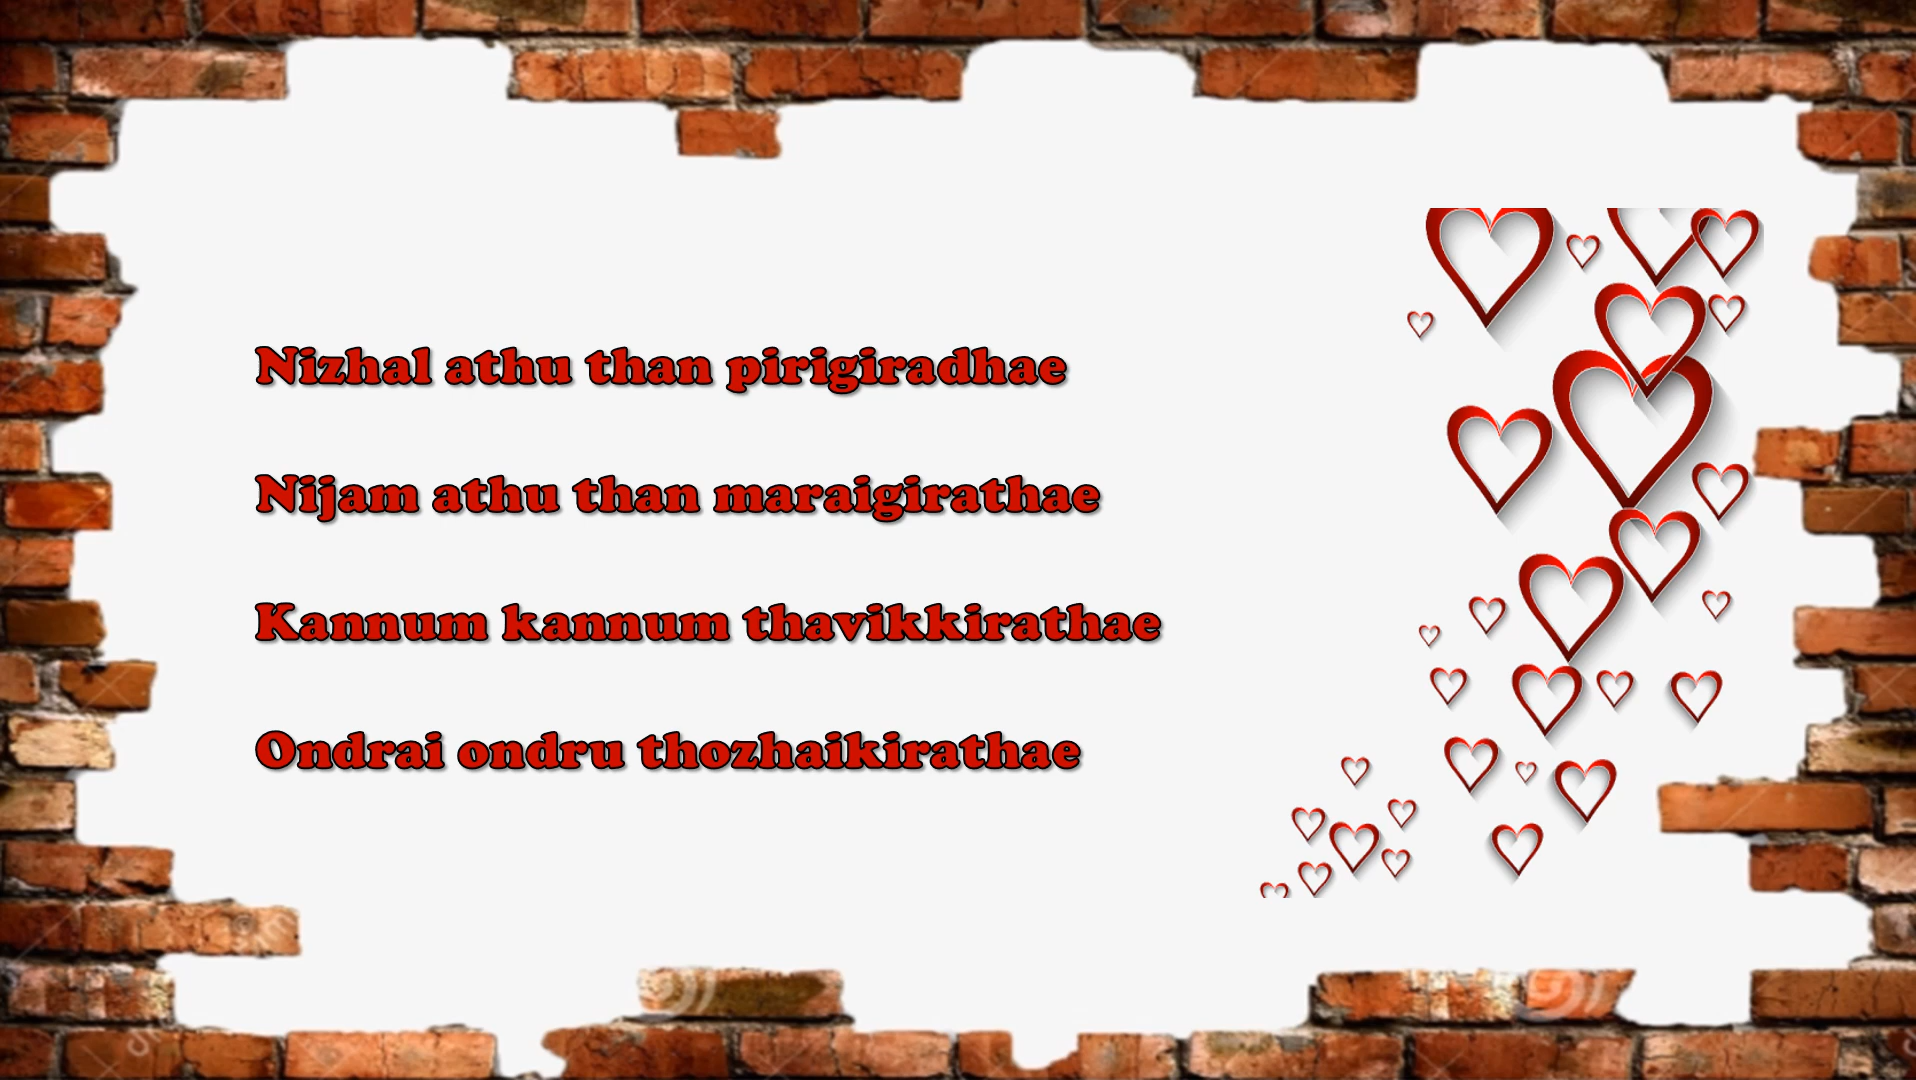 Nizhal athu than pirigiradhae
Nijam athu than maraigirathae
Kannum kannum thavikkirathae
Ondrai ondru thozhaikirathae